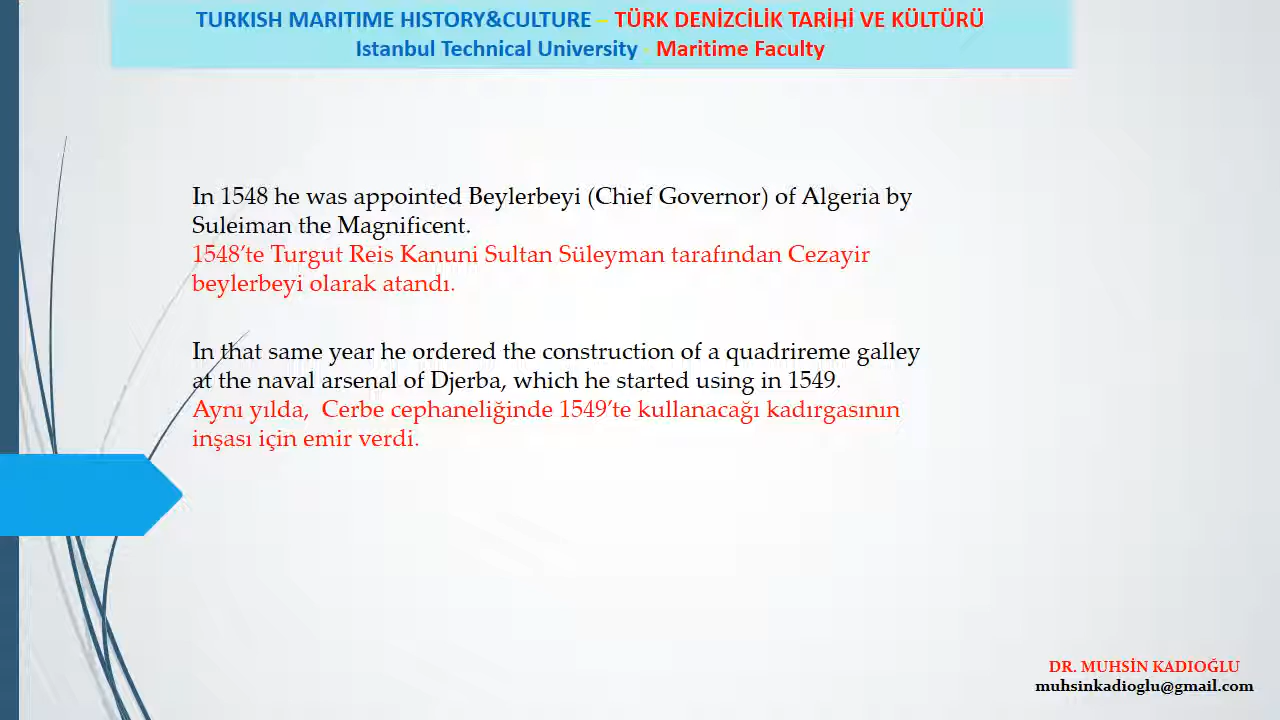 TURKISH MARITIME HISTORY&CULTURE – TÜRK DENİZCİLİK TARİHİ VE KÜLTÜRÜ
Istanbul Technical University - Maritime Faculty
In 1548 he was appointed Beylerbeyi (Chief Governor) of Algeria by
Suleiman the Magnificent.
1548’te Turgut Reis Kanuni Sultan Süleyman tarafından Cezayir
beylerbeyi olarak atandı.
In that same year he ordered the construction of a quadrireme galley
at the naval arsenal of Djerba, which he started using in 1549.
Aynı yılda, Cerbe cephaneliğinde 1549’te kullanacağı kadırgasının
inşası için emir verdi.
DR. MUHSİN KADIOĞLU
muhsinkadioglu@gmail.com